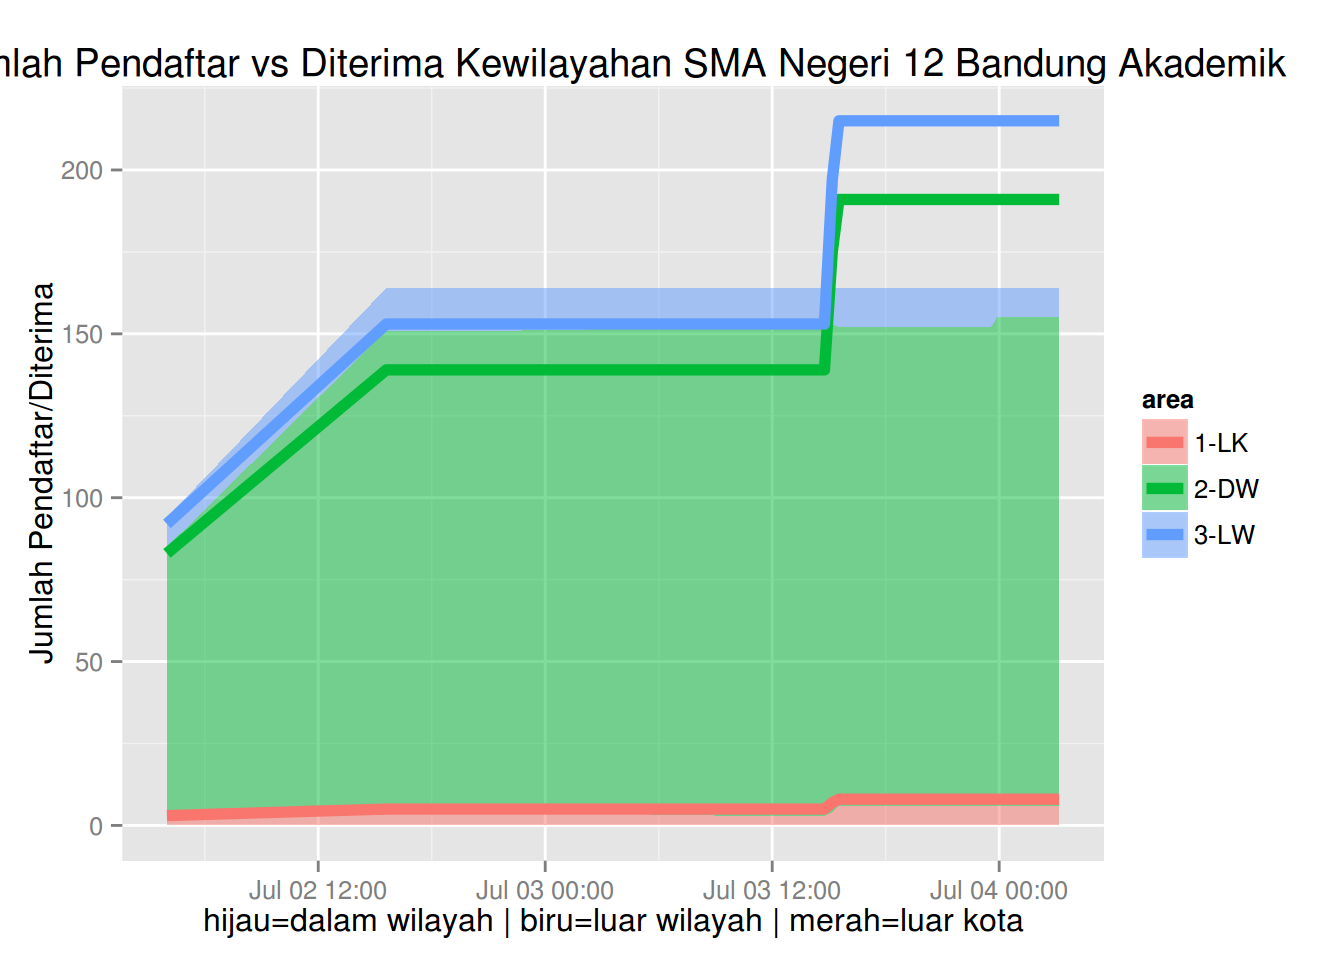 mlah Pendaftar vs Diterima Kewilayahan SMA Negeri 12 Bandung Akademik
Jumlah Pendaftar/Diterima
200
150
100
50
0
Jul 02 12:00
Jul 03 00:00
Jul 03 12:00
Jul 04 00:00
hijau=dalam wilayah | biru=luar wilayah | merah=luar kota
area
1-LK
2-DW
3-LW